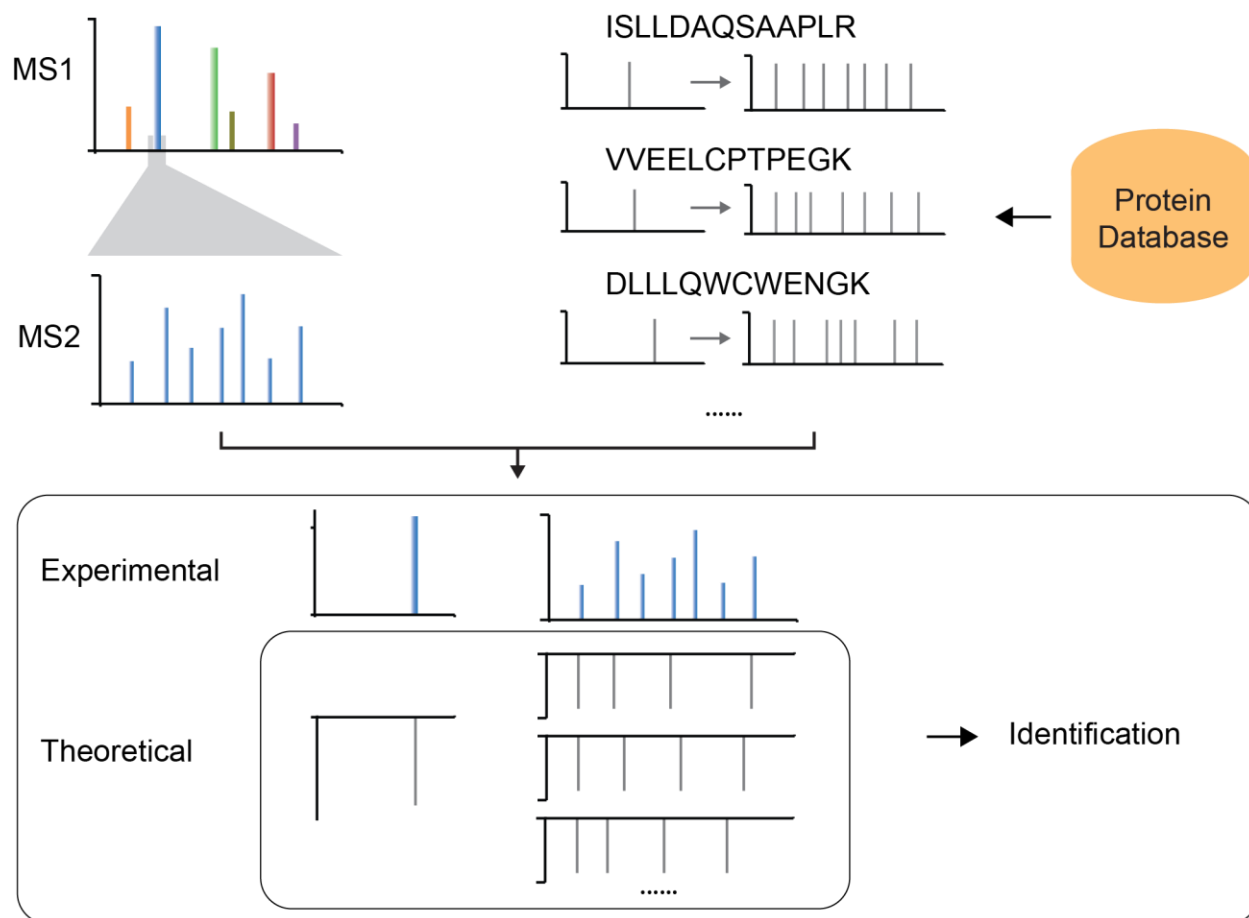 MS1
ISLLDAQSAAPLR
VVEELCPTPEGK
Protein
Database
DLLLQWCWENGK
MS2
......
Experimental
Theoretical
Identification
......